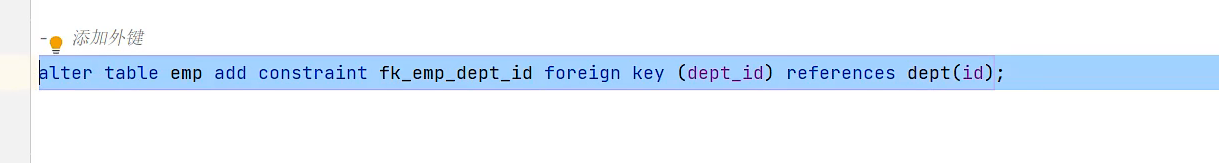 - 添加外键
alter table emp add constraint fk_emp_dept_id foreign key (dept_id) references dept(id);